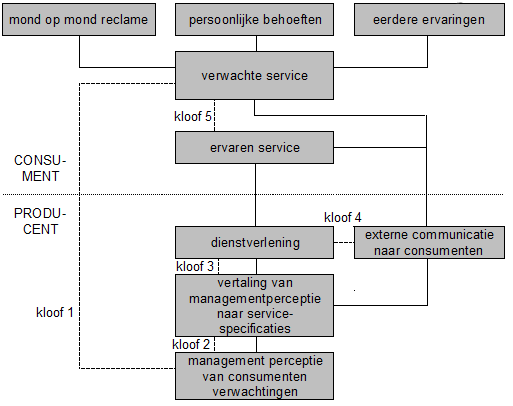 mond op mond reclame
persoonlijke behoeften
eerdere ervaringen
verwachte service
kloof 5
ervaren service
CONSU-
MENT
PRODU-
CENT
kloof 4
dienstverlening
externe communicatie
naar consumenten
kloof 3
vertaling van
managementperceptie
naar service-
specificaties
kloof 1
kloof 2
management perceptie
van consumenten
verwachtingen